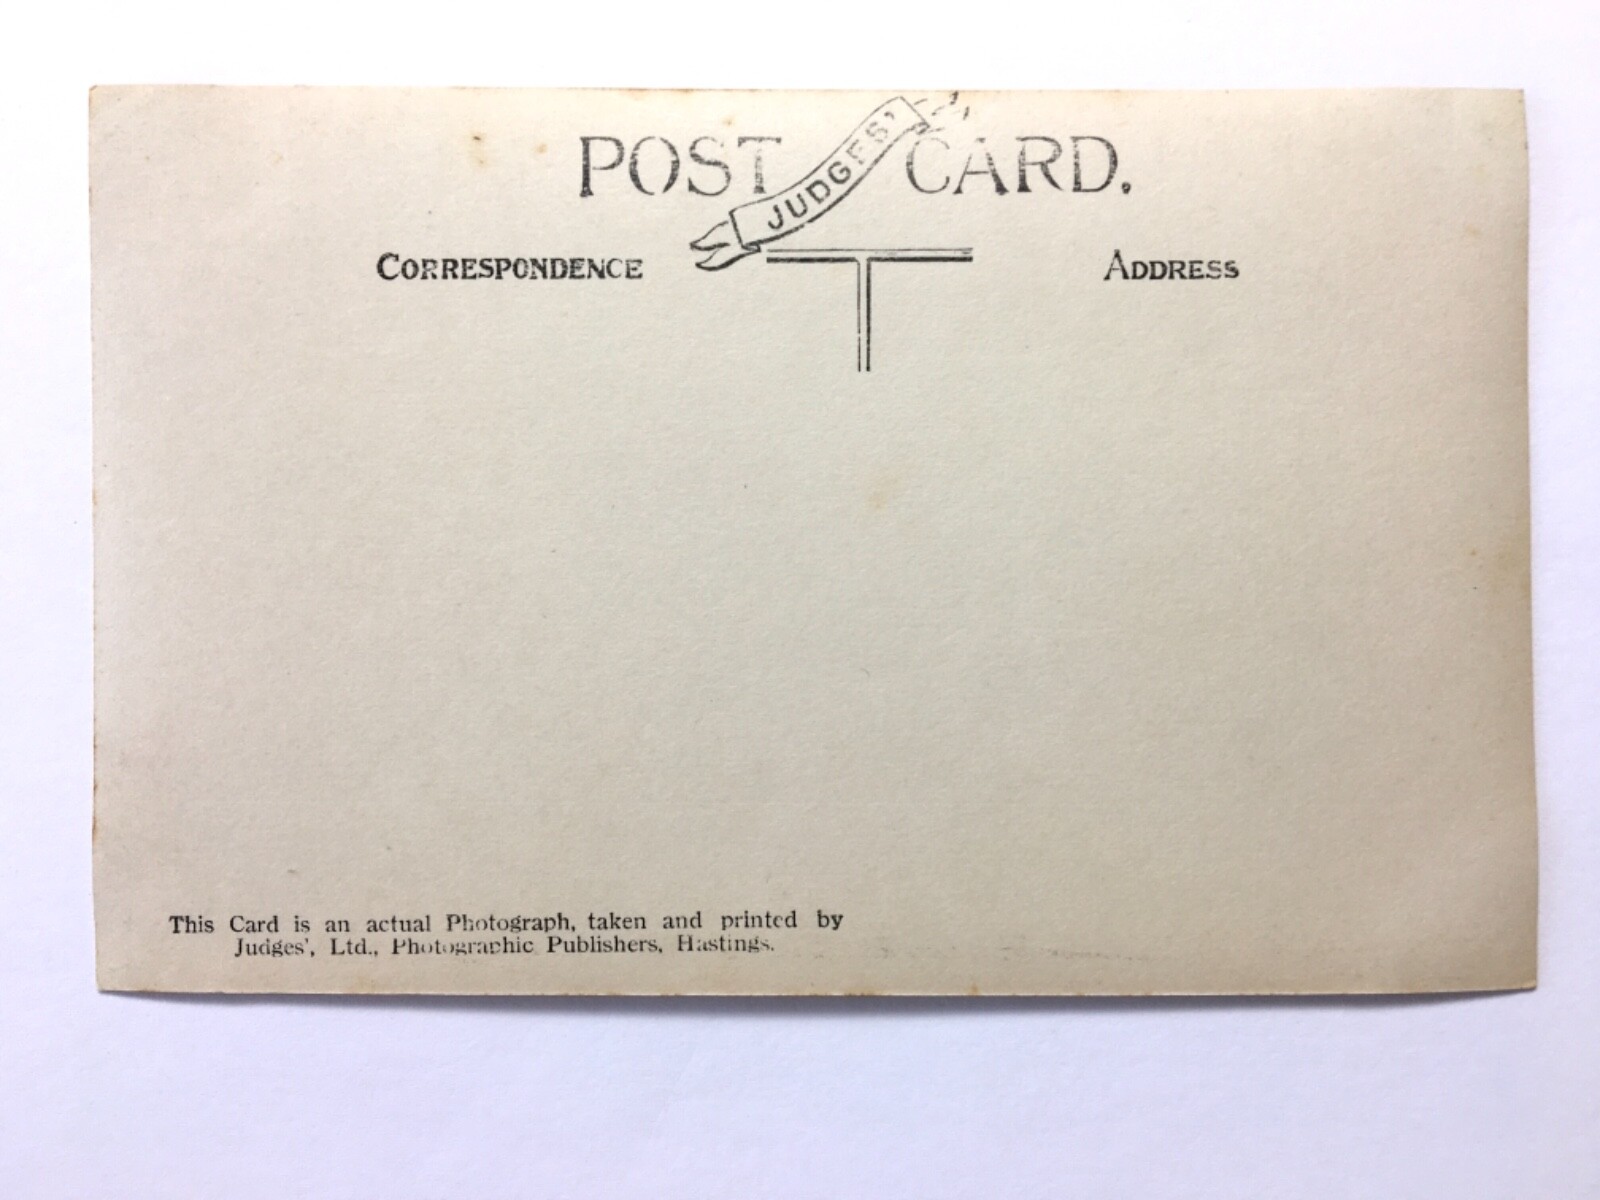 POST CARD.
JUDGES'
CORRESPONDENCE
ADDRESS
This Card is an actual Photograph, taken and printed by
Judges', Ltd., Photographic Publishers, Hastings.